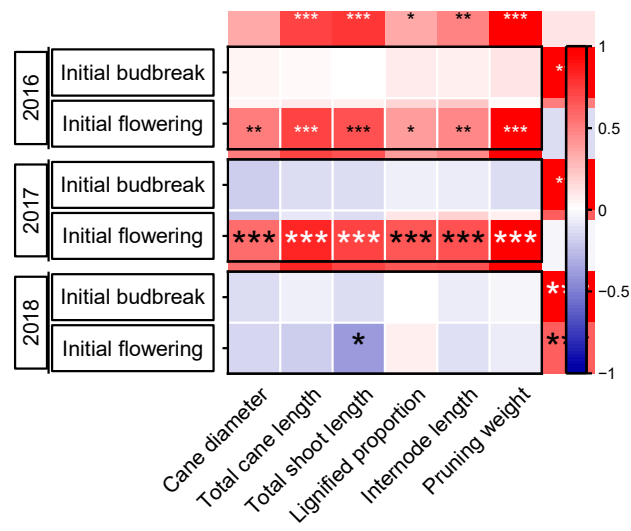 *** *** * ** ***
2016
Initial budbreak
Initial flowering
** *** *** * ** ***
2017
Initial budbreak
Initial flowering
*** *** *** *** *** ***
2018
Initial budbreak
Initial flowering
*
1
0.5
0
−0.5
−1
Cane diameter
Total cane length
Total shoot length
Lignified proportion
Internode length
Pruning weight